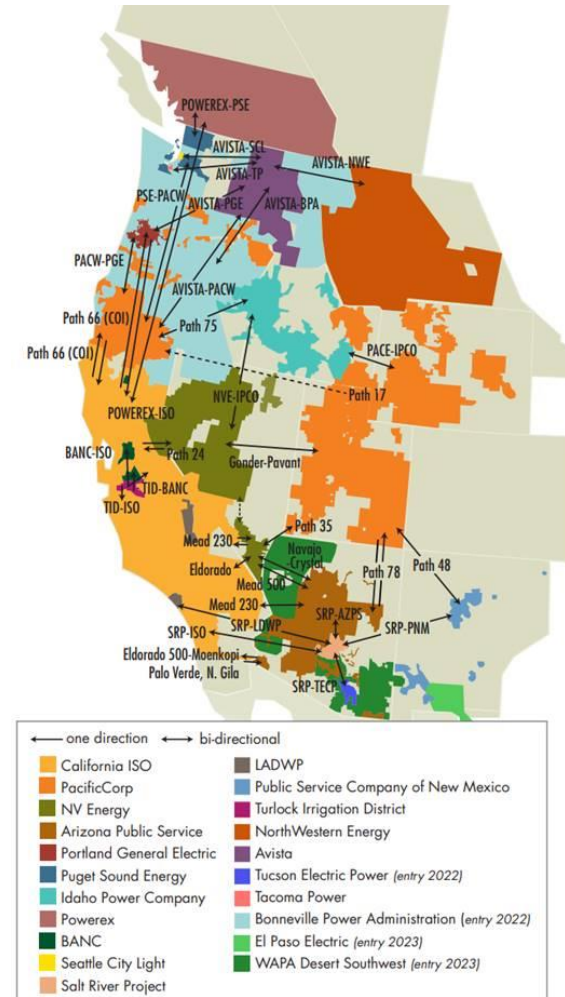 POWEREX-PSE
AVISTA-SCL
AVISTA-NWE
AVISTA-TP
PSE-PACW
AVISTA-PGE
AVISTA-BPA
PACW-PGE
AVISTA-PACW
Path 66 (COI)
Path 75
Path 66 (COI)
PACE-IPCO
POWEREX-ISO
NVE-IPCO
Path 17
BANC-ISO
Path 24
Gonder-Pavant
TID-BANC
TID-ISO
Path 35
Mead 230
Navajo
-Crystal
Eldorado
Mead 500
Path 78
Path 48
Mead 230
SRP-AZPS
SRP-LDWP
SRP-PNM
SRP-ISO
Eldorado 500-Moenkopi
Palo Verde, N. Gila
SRP-TECP
one direction
bi-directional
California ISO
PacificCorp
NV Energy
Arizona Public Service
Portland General Electric
Puget Sound Energy
Idaho Power Company
Powerex
BANC
Seattle City Light
Salt River Project
LADWP
Public Service Company of New Mexico
Turlock Irrigation District
NorthWestern Energy
Avista
Tucson Electric Power (entry 2022)
Tacoma Power
Bonneville Power Administration (entry 2022)
El Paso Electric (entry 2023)
WAPA Desert Southwest (entry 2023)